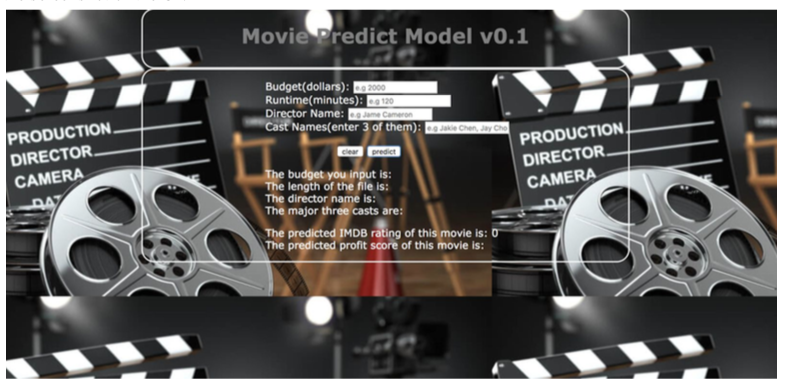 Movie Predict Model v0.1
Budget(dollars): e.g 2000
Runtime(minutes): e.g 120
Director Name: e.g Jame Cameron
Cast Names(enter 3 of them): e.g Jakie Chen, Jay Cho
clear predict
The budget you input is:
The length of the file is:
The director name is:
The major three casts are:
The predicted IMDB rating of this movie is: 0
The predicted profit score of this movie is:
PRODUCTION
DIRECTOR
CAMERA
DAT
PRODUCTION
DIRECTOR
CAMERA